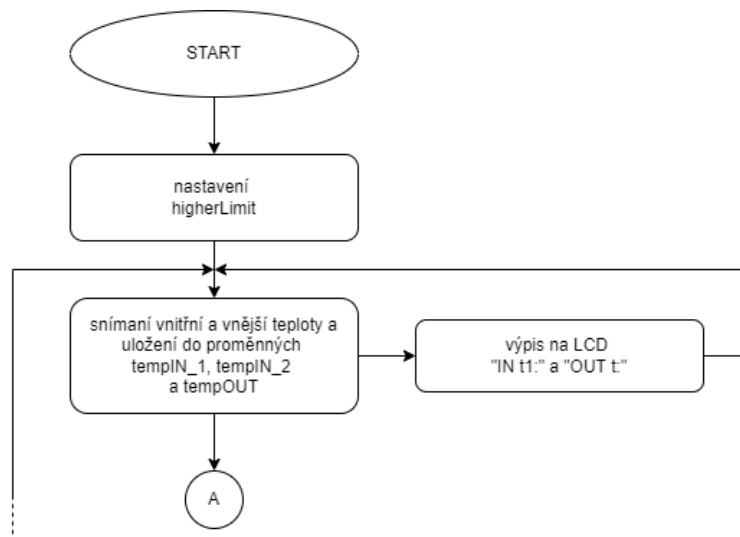 START
nastavení
higherLimit
snímaní vnitřní a vnější teploty a
uložení do proměnných
tempIN_1, tempIN_2
a tempOUT
výpis na LCD
"IN t1:" a "OUT t:"
A